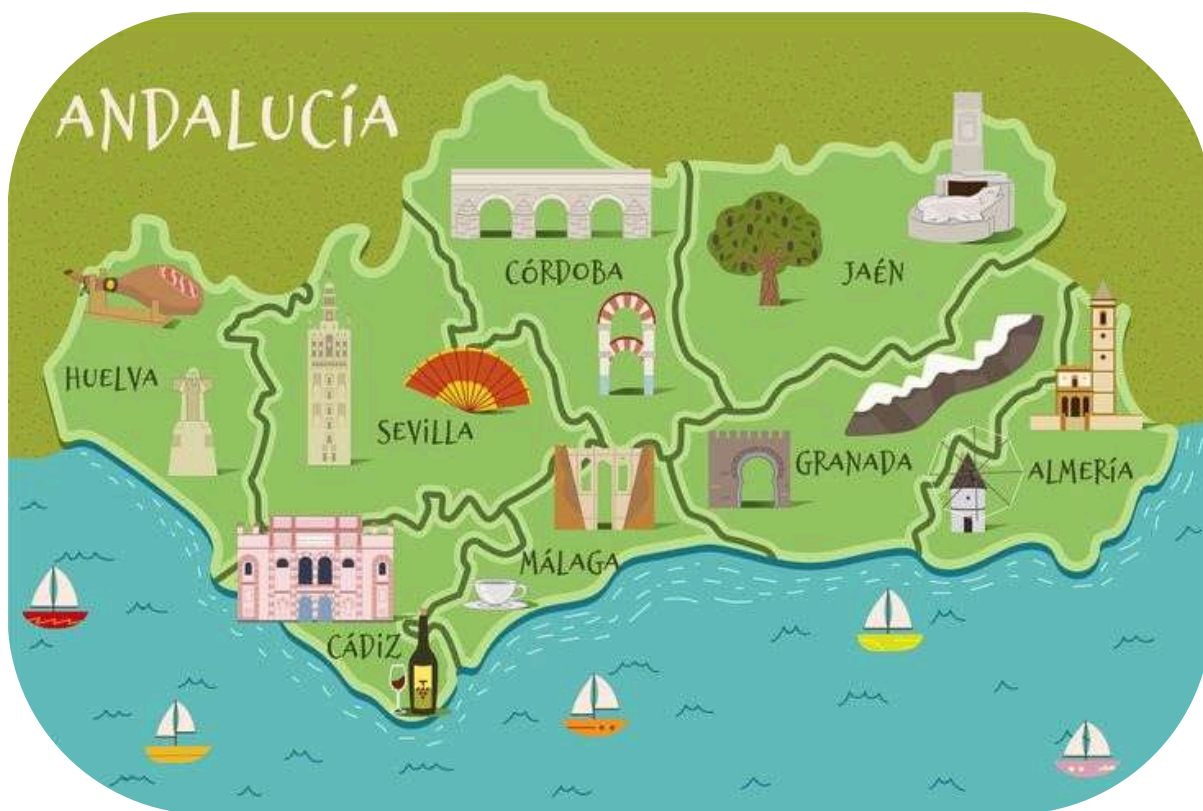 ANDALUCÍA
CÓRDOBA
JAÉN
HUELVA
SEVILLA
GRANADA
ALMERÍA
MÁLAGA
CÁDIZ